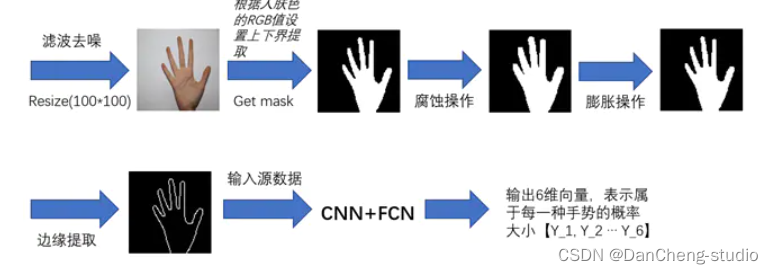 根据人肤色
的RGB值设
置上下界提
取
滤波去噪
Resize(100*100)
Get mask
腐蚀操作
膨胀操作
边缘提取
输入源数据
CNN+FCN
输出6维向量，表示属
于每一种手势的概率
大小【Y_1, Y_2 ··· Y_6】
CSDN @DanCheng-studio